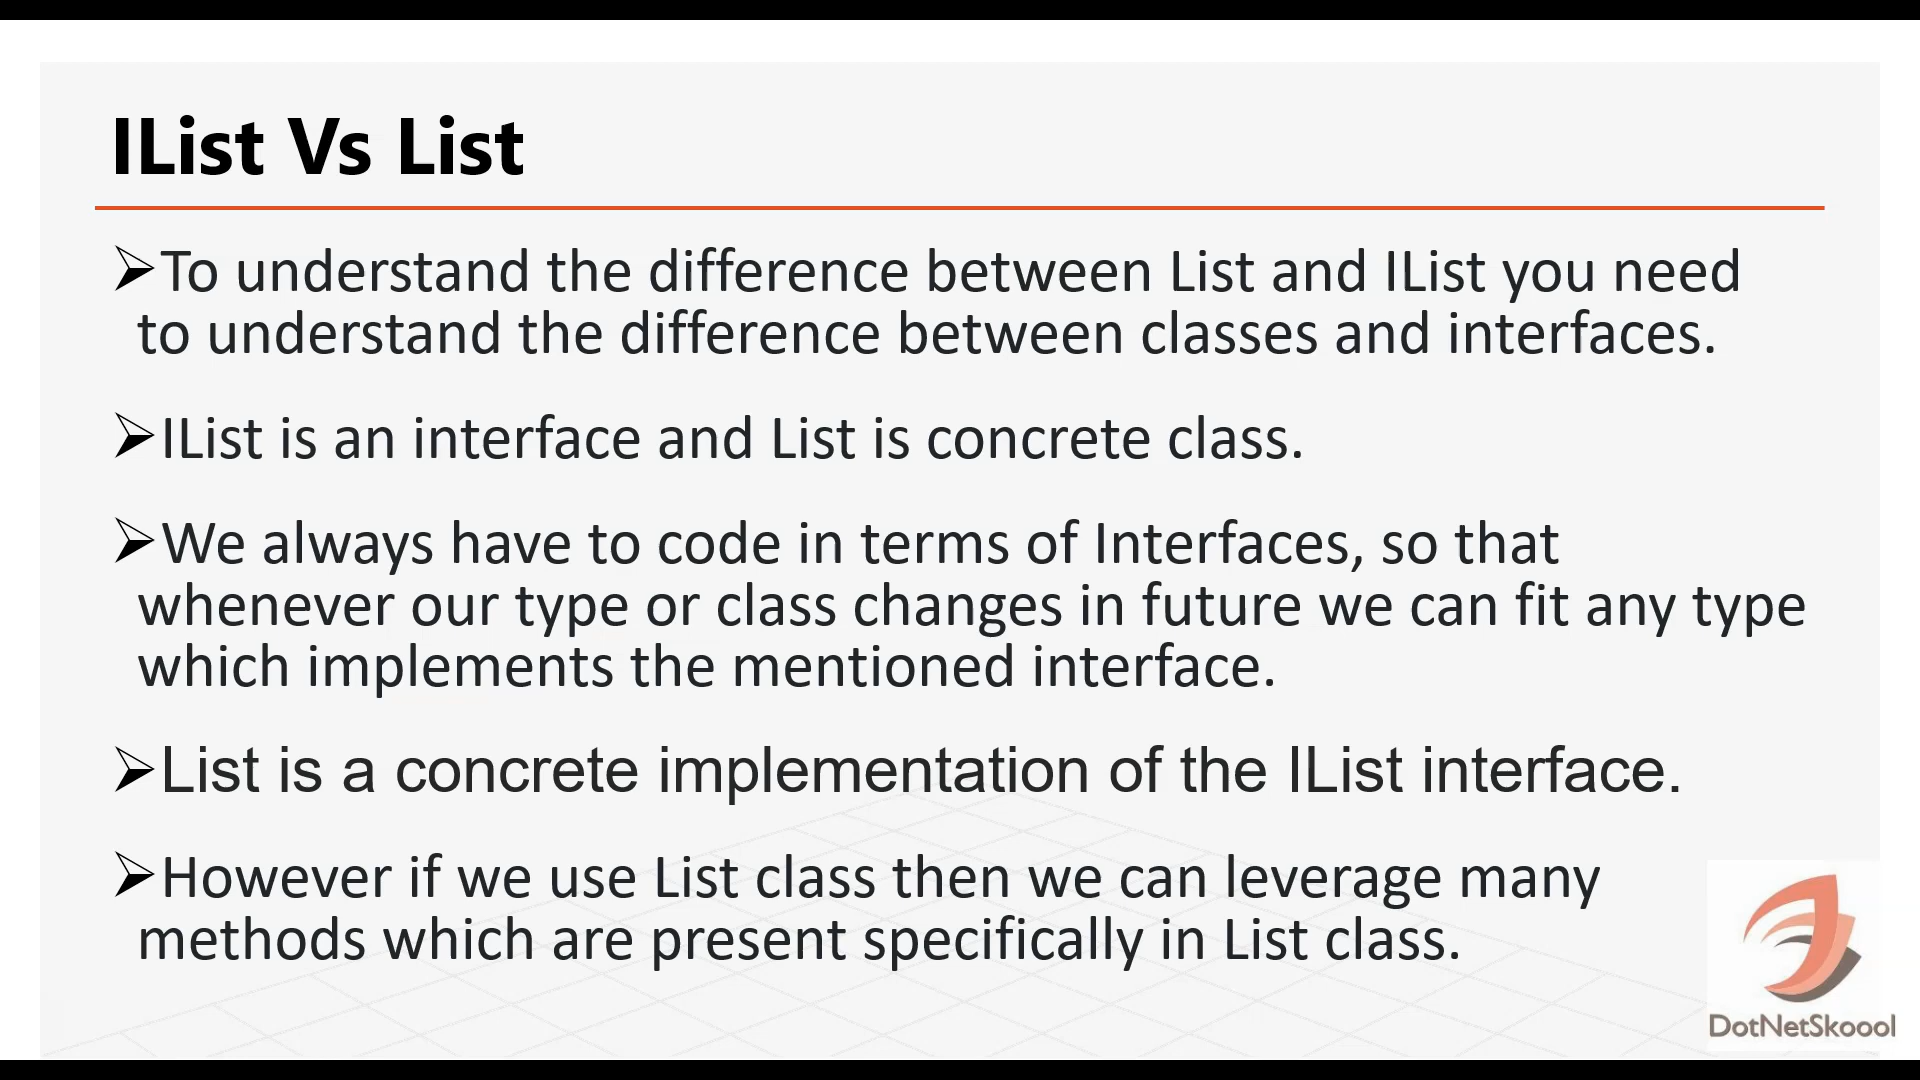 IList Vs List
➢To understand the difference between List and IList you need
to understand the difference between classes and interfaces.
➢IList is an interface and List is concrete class.
➢We always have to code in terms of Interfaces, so that
whenever our type or class changes in future we can fit any type
which implements the mentioned interface.
➢List is a concrete implementation of the IList interface.
➢However if we use List class then we can leverage many
methods which are present specifically in List class.
DotNetSkoool